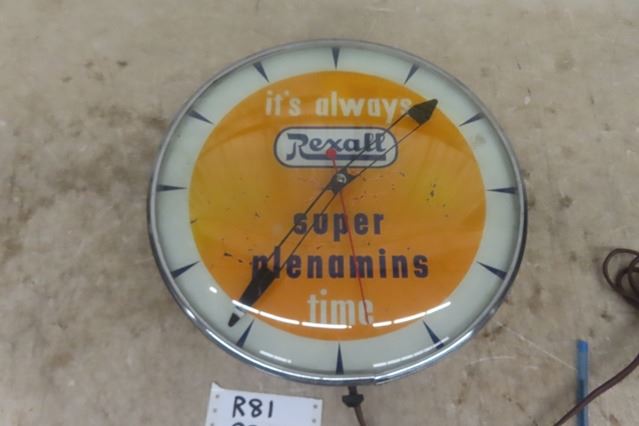 it's always
Rexall
super
plenamins
time
R81